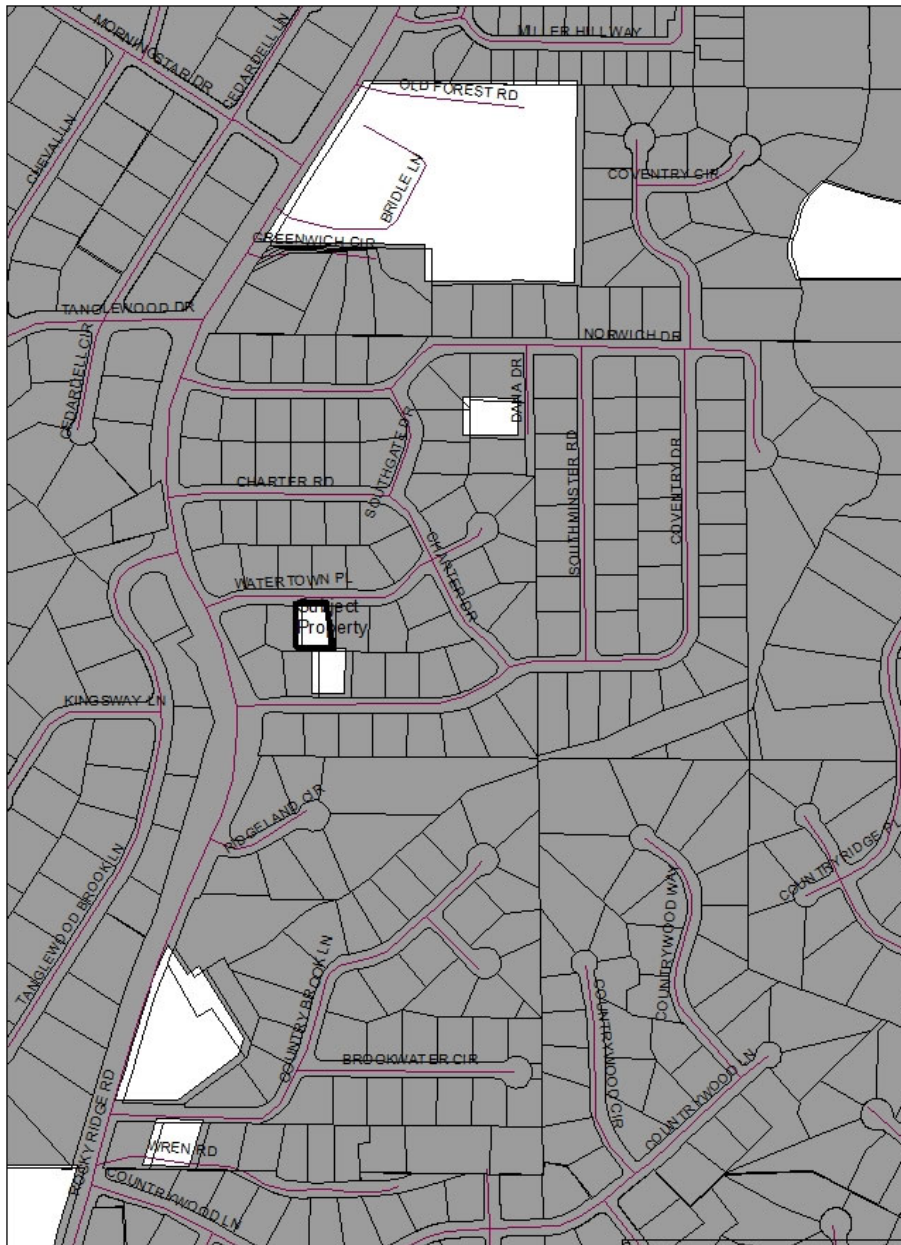 MILLER HILLWAY
MORNINGSTAR DR
CEDARDELL LN
OLD FOREST RD
CHEVAL LN
COVENTRY CIR
BRIDLE LN
GREENWICH CIR
TANGLEWOOD DR
NORWICH DR
CEDARDELL CIR
DANA DR
SOUTHGATE DR
CHARTER RD
SOUTHMINSTER RD
COVENTRY DR
WATERTOWN PL
CHARTER DR
Subject
Property
KINGSWAY LN
RIDGELAND CIR
COUNTRYRIDGE PL
TANGLEWOOD BROOK LN
COUNTRYWOOD WAY
COUNTRY BROOK LN
COUNTRYWOOD CIR
BROOKWATER CIR
COUNTRYWOOD LN
ROCKY RIDGE RD
WREN RD
COUNTRYWOOD LN